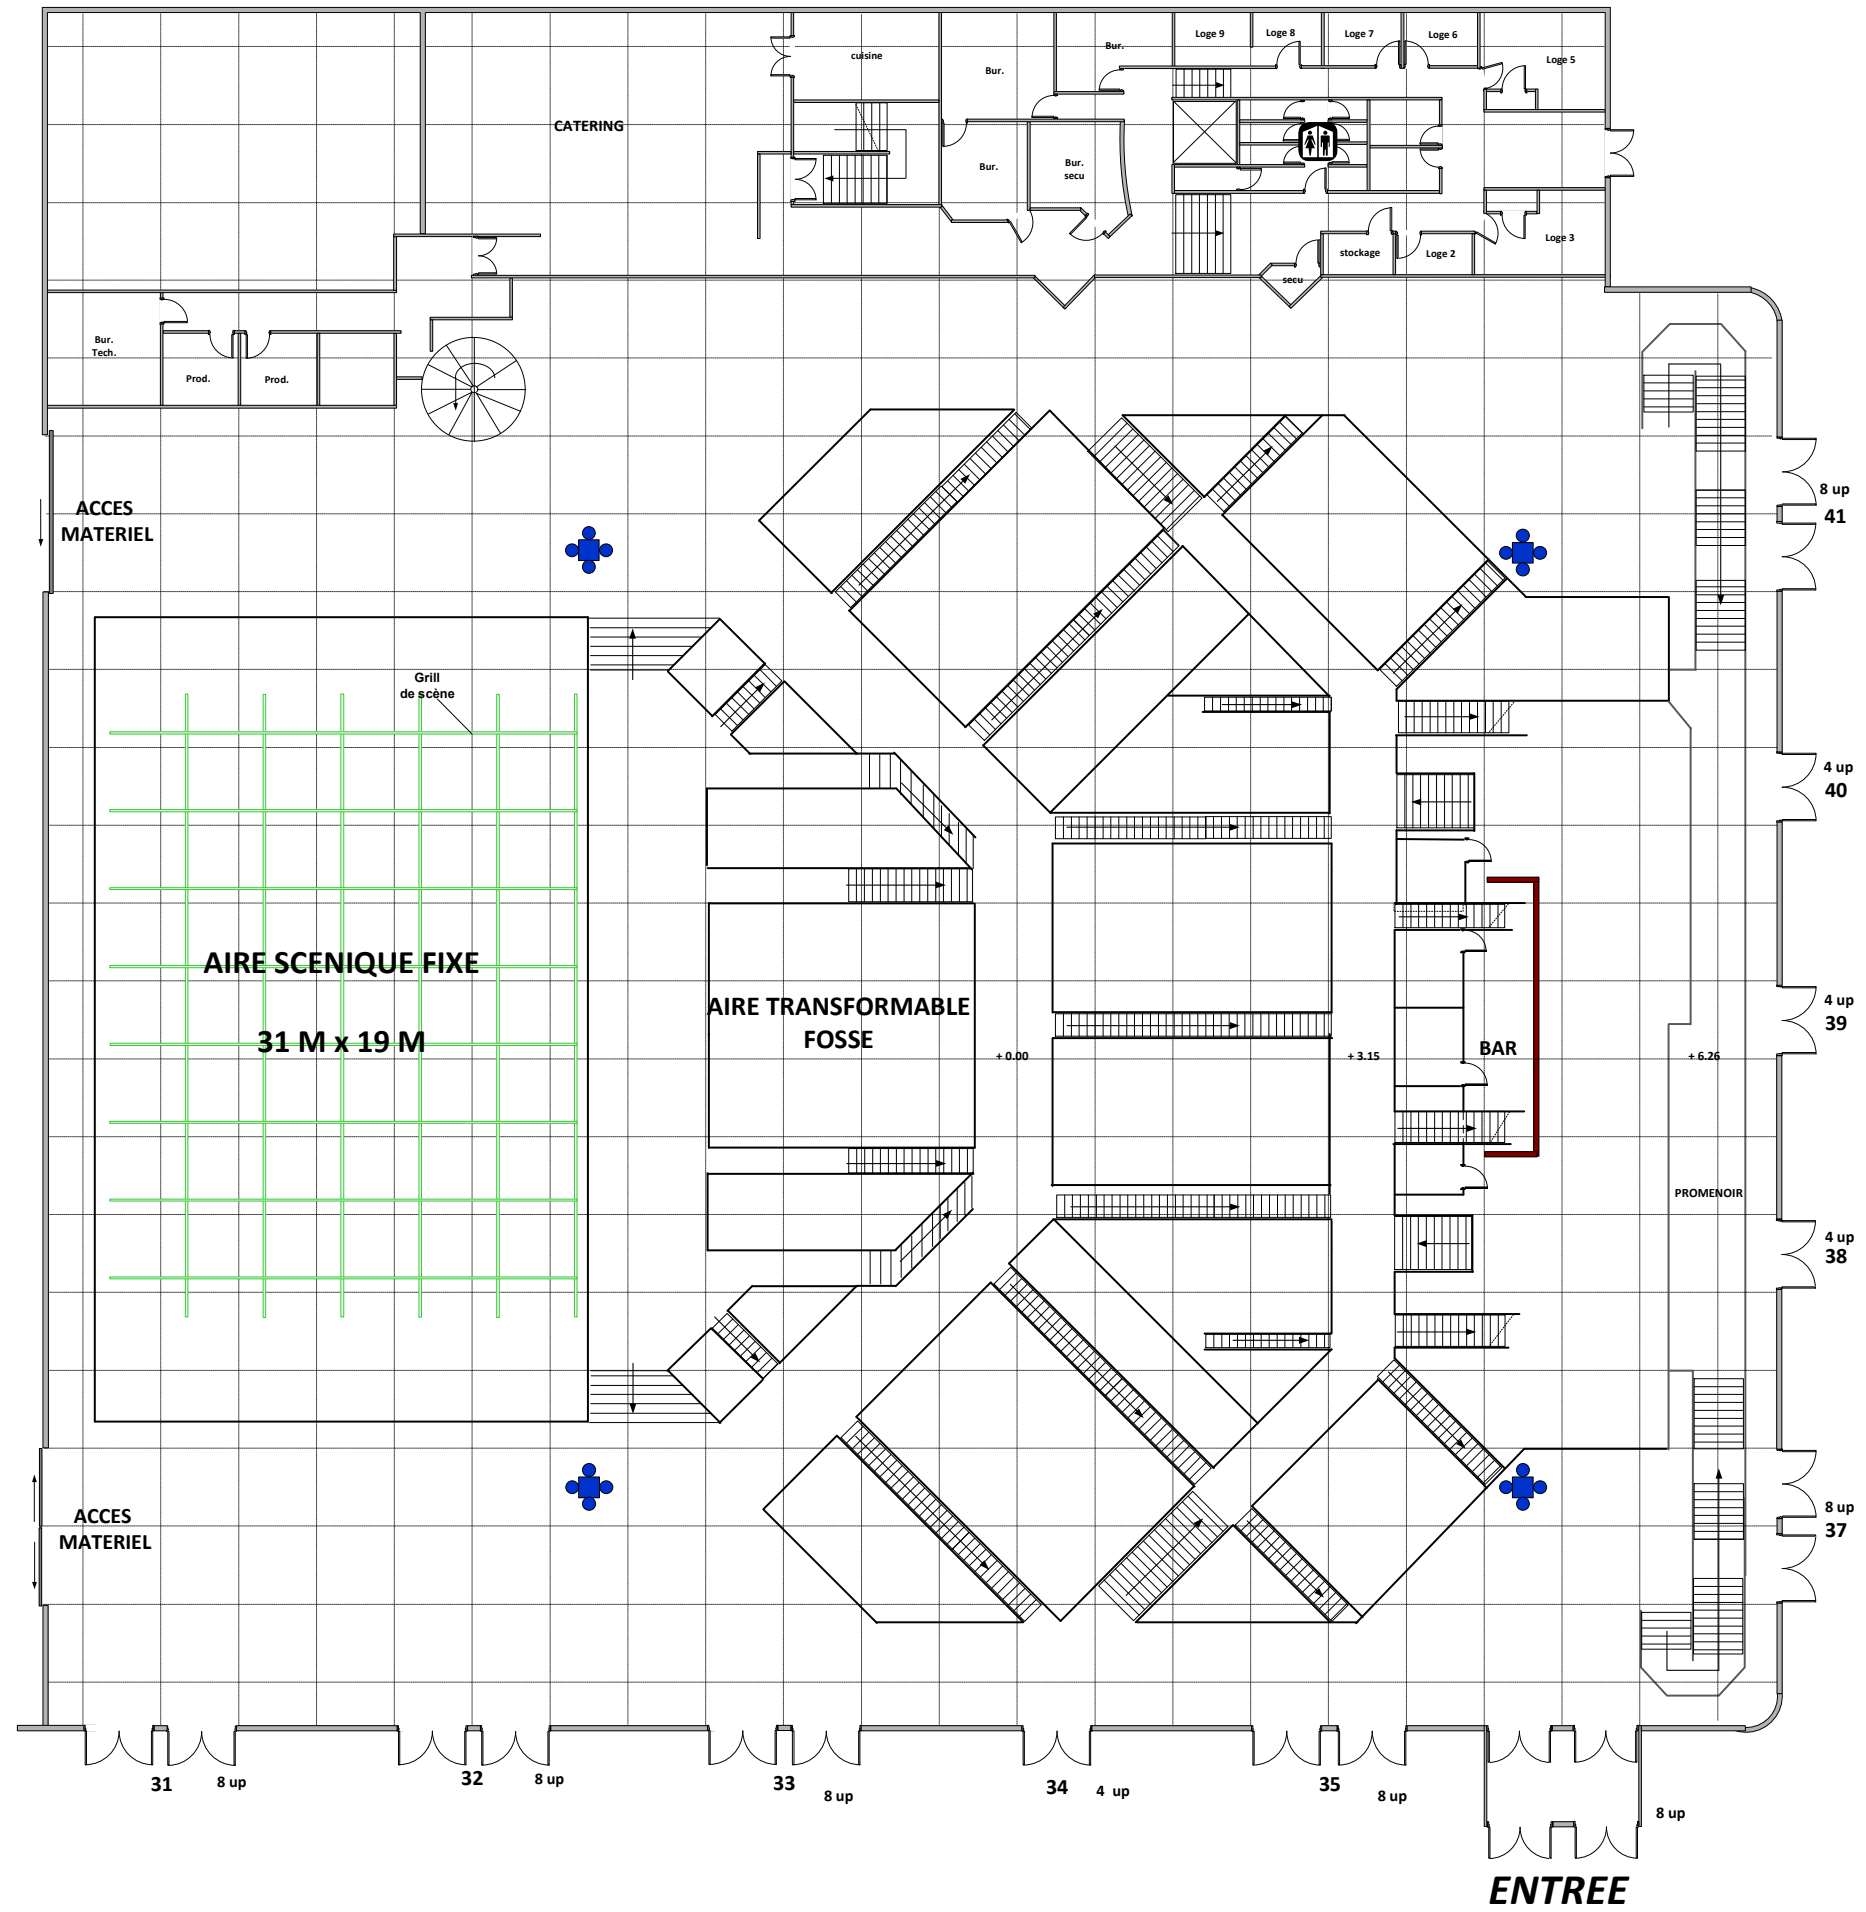 Loge 9
Loge 8
Loge 7
Loge 6
Bur.
cuisine
Loge 5
Bur.
CATERING
Bur.
Bur.
secu
Loge 3
stockage
Loge 2
secu
Bur.
Tech.
Prod.
Prod.
8 up
41
ACCES
MATERIEL
Grill
de scène
4 up
40
AIRE SCENIQUE FIXE
31 M x 19 M
AIRE TRANSFORMABLE
FOSSE
4 up
39
+ 0.00
+ 3.15
BAR
+ 6.26
PROMENOIR
4 up
38
ACCES
MATERIEL
8 up
37
31
8 up
32
8 up
33
8 up
34
4 up
35
8 up
8 up
ENTREE